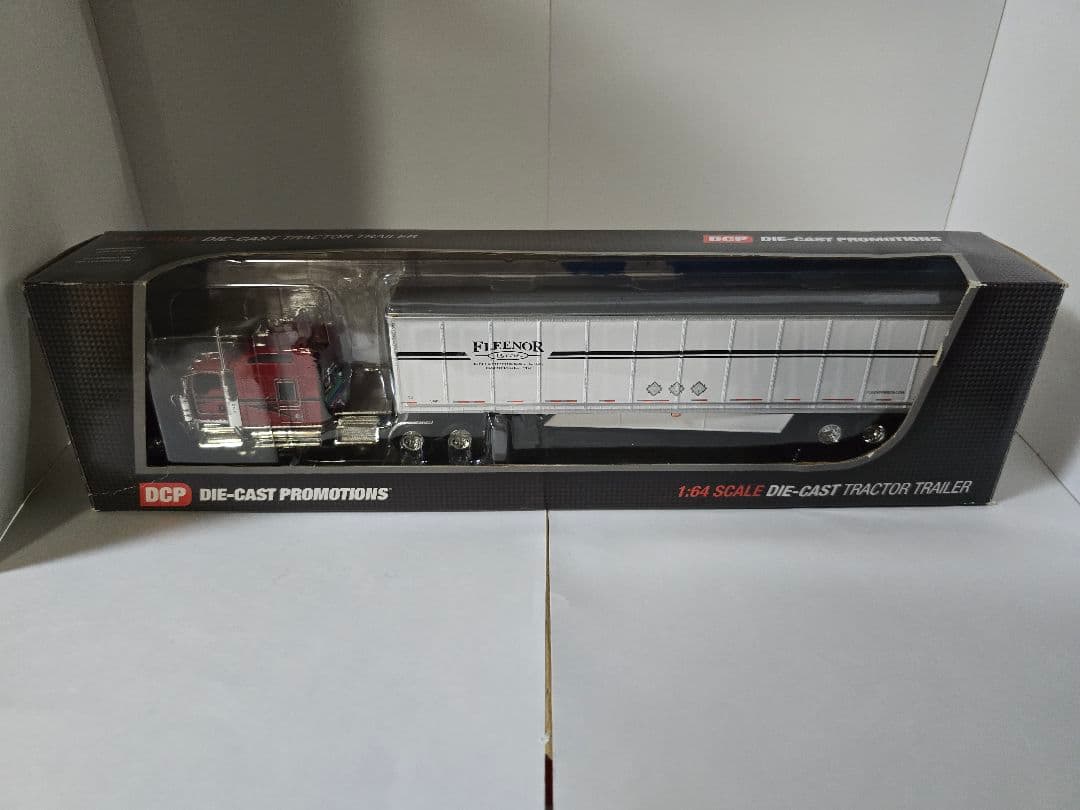 DIE-CAST TRACTOR TRAILER
DCP DIE-CAST PROMOTIONS
FLEENOR
DCP DIE-CAST PROMOTIONS
1:64 SCALE DIE-CAST TRACTOR TRAILER